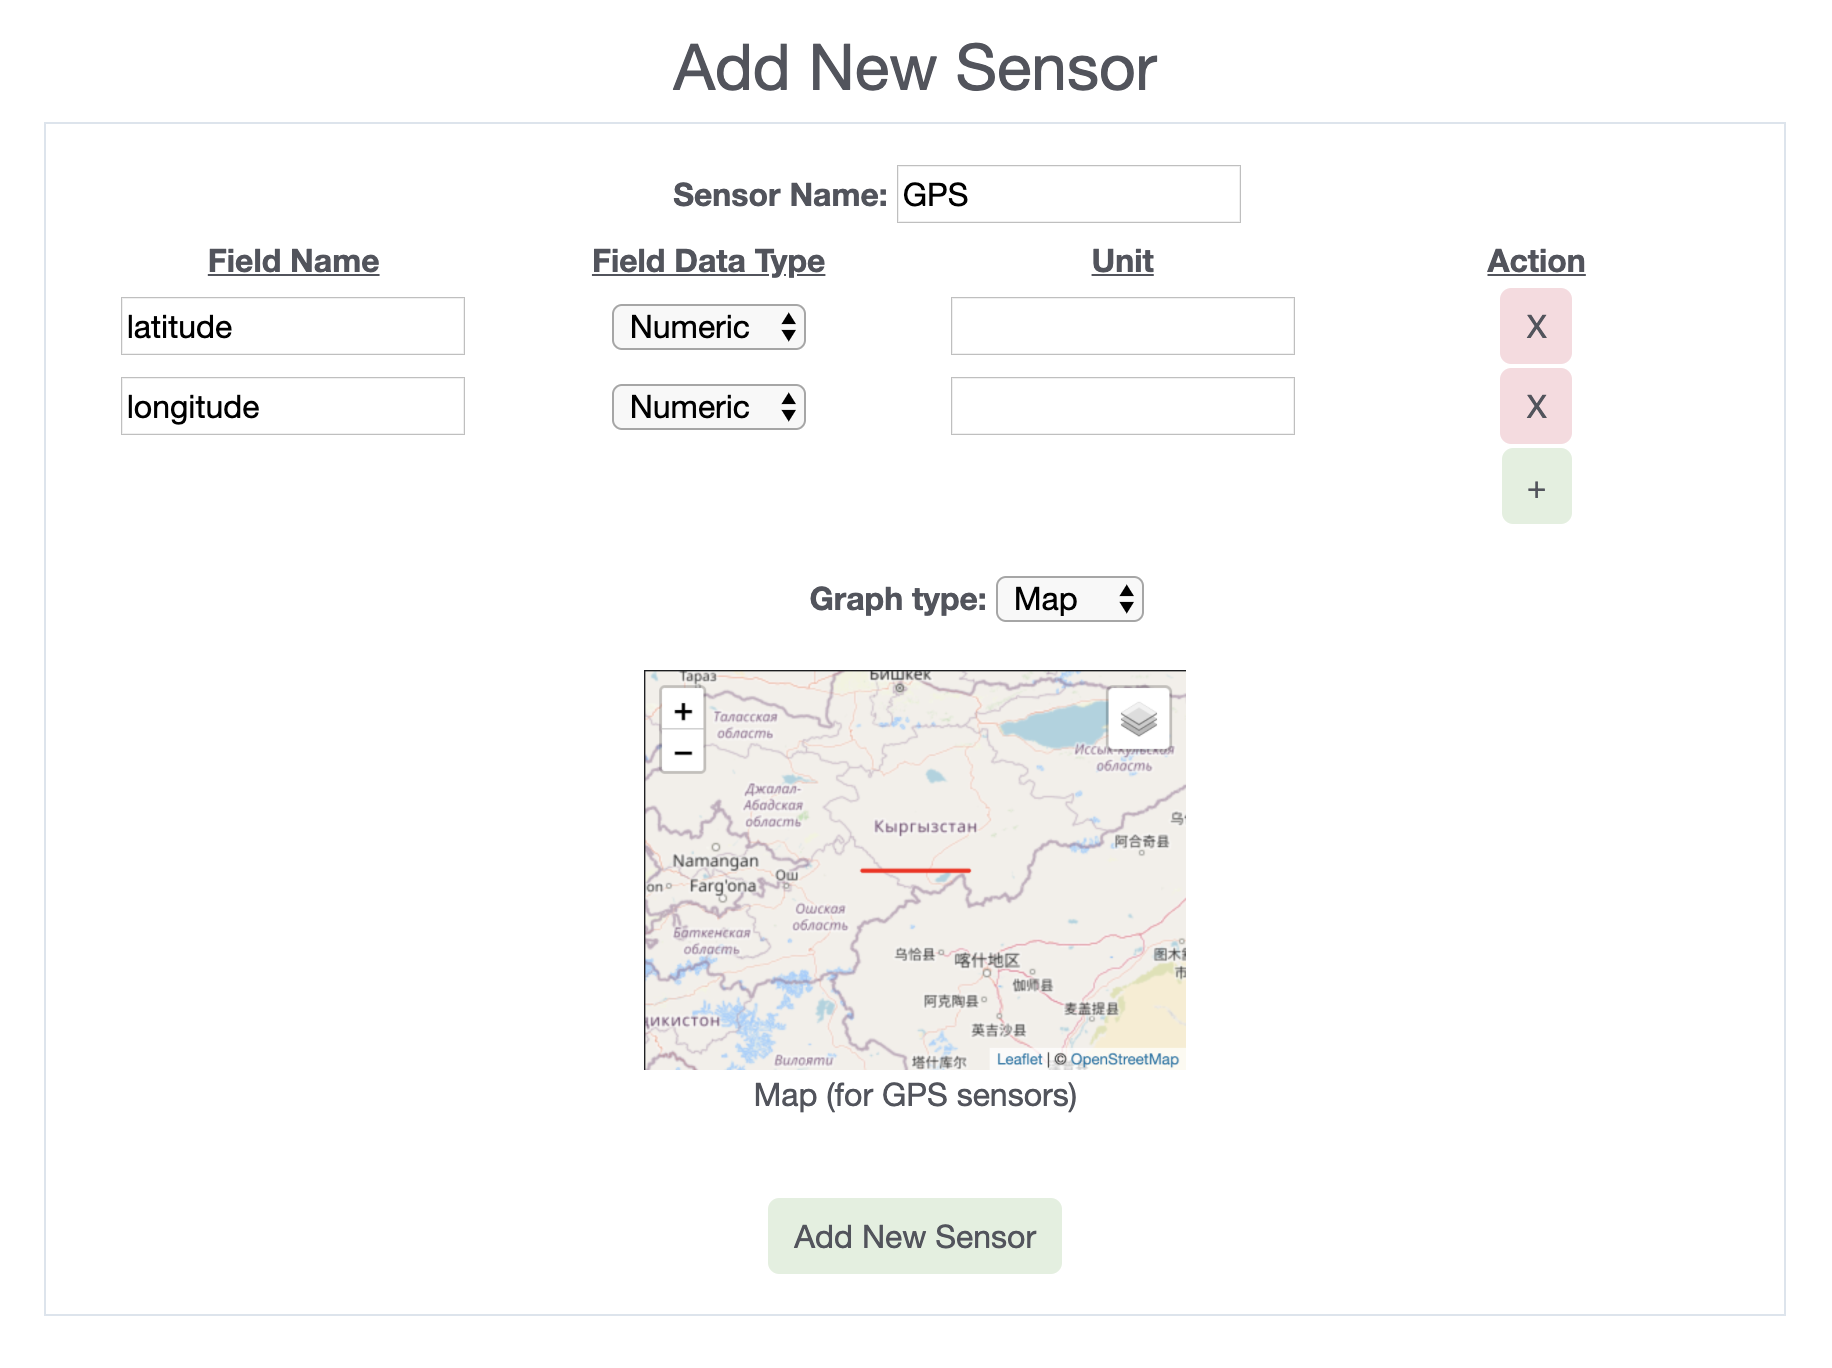 Add New Sensor
Sensor Name: GPS
Field Name Field Data Type Unit Action
latitude Numeric X
longitude Numeric X
+
Graph type: Map
Тараз
Бишкек
+
−
Таласская
область
Иссык-Кульская
область
Джалал-
Абадская
область
Кыргызстан
阿合奇县
Namangan
Ош
Farg'ona
Ошская
область
Баткенская
область
乌恰县
喀什地区
图木
市
伽师县
阿克陶县
麦盖提县
икистон
英吉沙县
Вилояти
塔什库尔
Leaflet | © OpenStreetMap
Map (for GPS sensors)
Add New Sensor